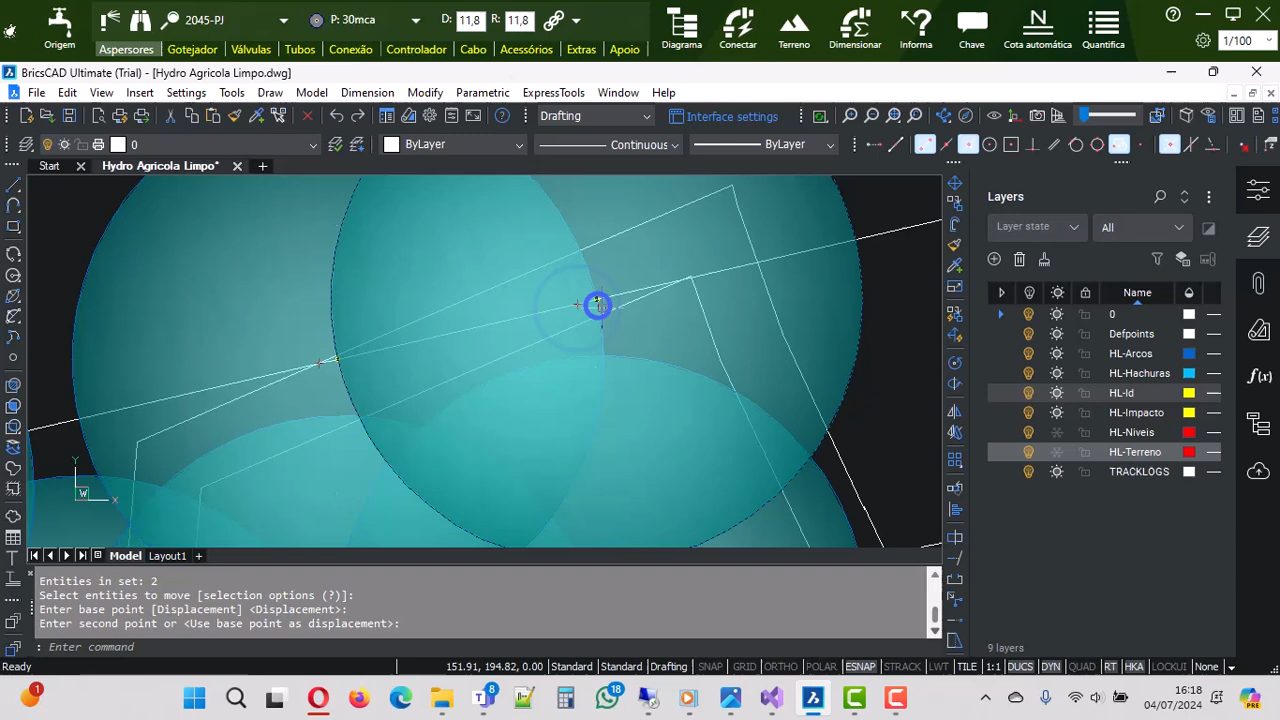 2045-PJ
P: 30mca
D: 11,8 R: 11,8
Origem
Diagrama Conectar Terreno Dimensionar Informa Chave Cota automática Quantifica
1/100
Aspersores Gotejador Válvulas Tubos Conexão Controlador Cabo Acessórios Extras Apoio
BricsCAD Ultimate (Trial) - [Hydro Agricola Limpo.dwg]
File Edit View Insert Settings Tools Draw Model Dimension Modify Parametric ExpressTools Window Help
Drafting
Interface settings
0
ByLayer
Continuous
ByLayer
Start
Hydro Agricola Limpo*
Layers
Layer state
All
Name
0
Defpoints
HL-Arcos
HL-Hachuras
HL-Id
HL-Impacto
HL-Niveis
HL-Terreno
TRACKLOGS
Y
W
X
Model Layout1 +
Entities in set: 2
Select entities to move [selection options (?)]:
Enter base point [Displacement] <Displacement>:
Enter second point or <Use base point as displacement>:
: Enter command
9 layers
Ready
151.91, 194.82, 0.00 Standard Standard Drafting SNAP GRID ORTHO POLAR ESNAP STRACK LWT TILE 1:1 DUCS DYN QUAD RT HKA LOCKUI None
1
8
18
16:18
04/07/2024
PRE